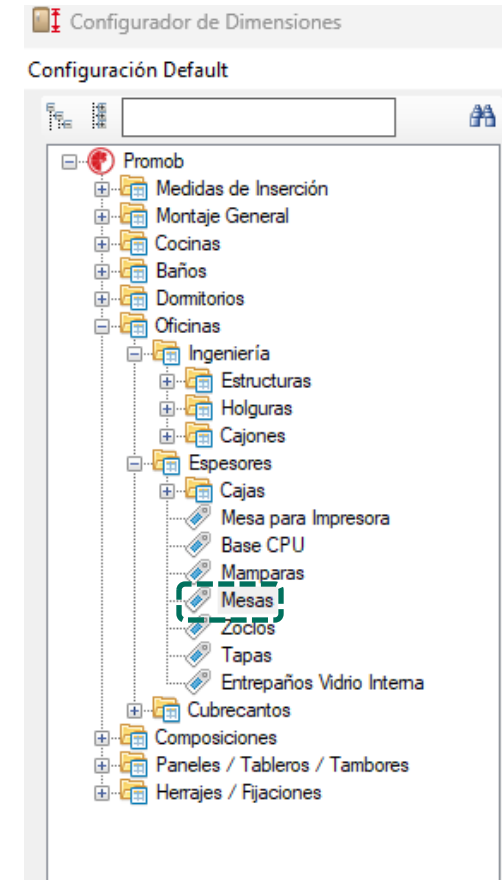 Configurador de Dimensiones
Configuración Default
Promob
Medidas de Inserción
Montaje General
Cocinas
Baños
Dormitorios
Oficinas
Ingeniería
Estructuras
Holguras
Cajones
Espesores
Cajas
Mesa para Impresora
Base CPU
Mamparas
Mesas
Zoclos
Tapas
Entrepaños Vidrio Interna
Cubrecantos
Composiciones
Paneles / Tableros / Tambores
Herrajes / Fijaciones